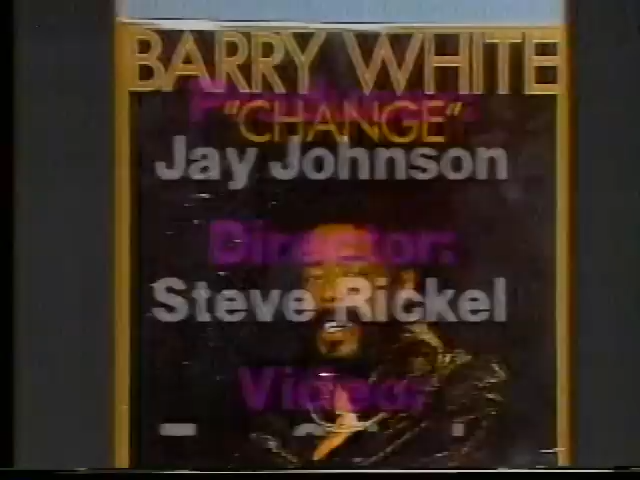 BARRY WHITE
"CHANGE"
Jay Johnson
Director:
Steve Rickel
Video: